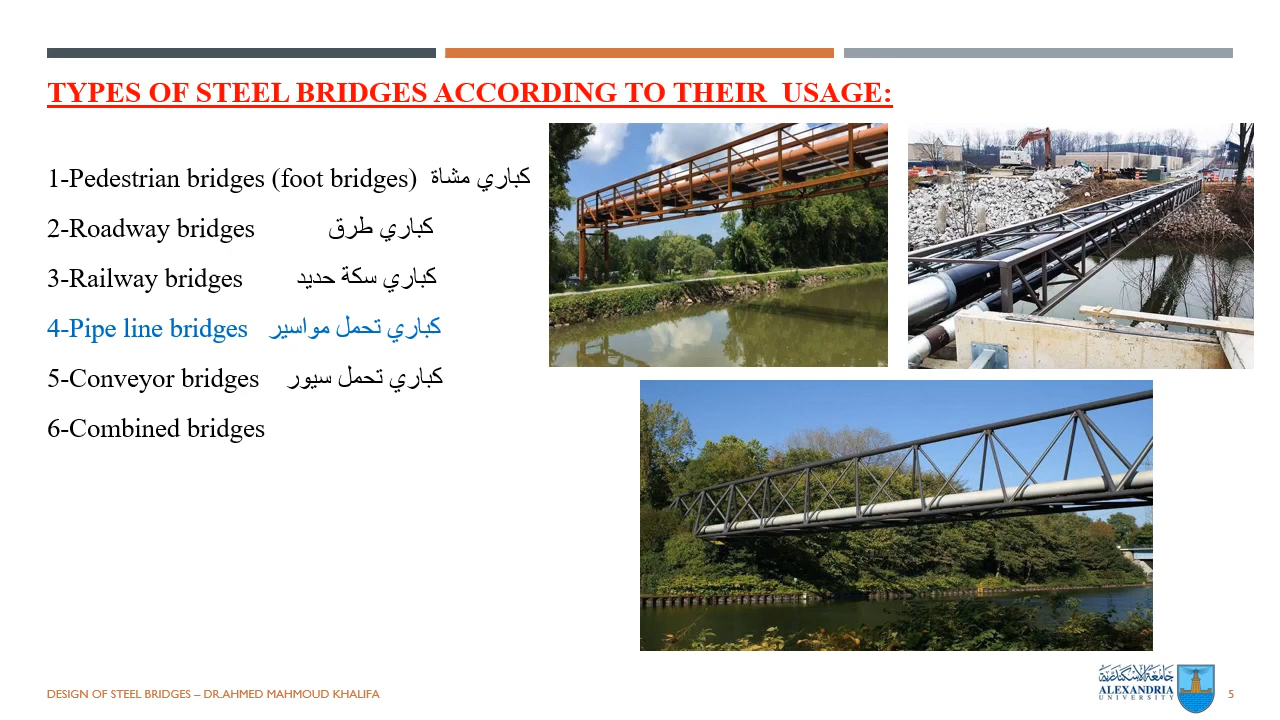 TYPES OF STEEL BRIDGES ACCORDING TO THEIR USAGE:
1-Pedestrian bridges (foot bridges) كباري مشاة
2-Roadway bridges كباري طرق
3-Railway bridges كباري سكة حديد
4-Pipe line bridges كباري تحمل مواسير
5-Conveyor bridges كباري تحمل سيور
6-Combined bridges
جامعة الإسكندرية
ALEXANDRIA
UNIVERSITY
DESIGN OF STEEL BRIDGES – DR.AHMED MAHMOUD KHALIFA
5